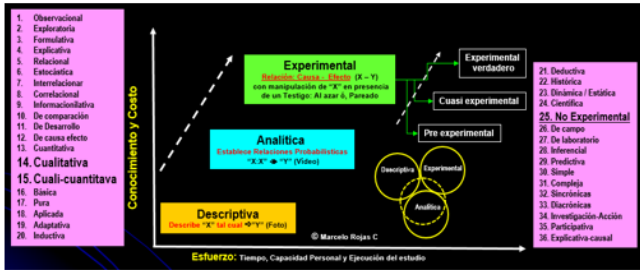 1. Observacional
2. Exploratoria
3. Formulativa
4. Explicativa
5. Relacional
6. Estocástica
7. Interrelacionar
8. Correlacional
9. Informacionilativa
10. De comparación
11. De Desarrollo
12. De causa efecto
13. Cuantitativa
14. Cualitativa
15. Cuali-cuantitava
16. Básica
17. Pura
18. Aplicada
19. Adaptativa
20. Inductiva
Conocimiento y Costo
Experimental
Relación: Causa - Efecto (X – Y)
con manipulación de "X" en presencia
de un Testigo: Al azar ó, Pareado
Analítica
Establece Relaciones Probabilísticas
"X:X" ➔ "Y" (Video)
Descriptiva
Describe "X" tal cual ⇨"Y" (Foto)
Experimental
verdadero
Cuasi experimental
Pre experimental
Descriptiva
Experimental
Analítica
© Marcelo Rojas C
Esfuerzo: Tiempo, Capacidad Personal y Ejecución del estudio
21. Deductiva
22. Histórica
23. Dinámica / Estática
24. Científica
25. No Experimental
26. De campo
27. De laboratorio
28. Inferencial
29. Predictiva
30. Simple
31. Compleja
32. Sincrónicas
33. Diacrónicas
34. Investigación-Acción
35. Participativa
36. Explicativa-causal